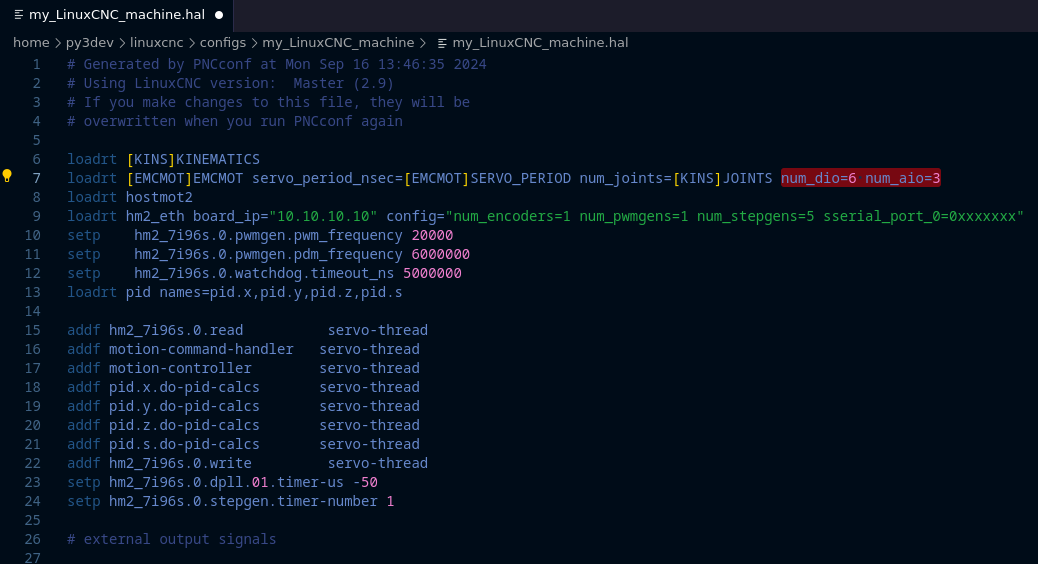 my_LinuxCNC_machine.hal
home > py3dev > linuxcnc > configs > my_LinuxCNC_machine > my_LinuxCNC_machine.hal
1 # Generated by PNCconf at Mon Sep 16 13:46:35 2024
2 # Using LinuxCNC version:  Master (2.9)
3 # If you make changes to this file, they will be
4 # overwritten when you run PNCconf again
5
6 loadrt [KINS]KINEMATICS
7 loadrt [EMCMOT]EMCMOT servo_period_nsec=[EMCMOT]SERVO_PERIOD num_joints=[KINS]JOINTS num_dio=6 num_aio=3
8 loadrt hostmot2
9 loadrt hm2_eth board_ip="10.10.10.10" config="num_encoders=1 num_pwmgens=1 num_stepgens=5 sserial_port_0=0xxxxxxx"
10 setp    hm2_7i96s.0.pwmgen.pwm_frequency 20000
11 setp    hm2_7i96s.0.pwmgen.pdm_frequency 6000000
12 setp    hm2_7i96s.0.watchdog.timeout_ns 5000000
13 loadrt pid names=pid.x,pid.y,pid.z,pid.s
14
15 addf hm2_7i96s.0.read          servo-thread
16 addf motion-command-handler   servo-thread
17 addf motion-controller        servo-thread
18 addf pid.x.do-pid-calcs       servo-thread
19 addf pid.y.do-pid-calcs       servo-thread
20 addf pid.z.do-pid-calcs       servo-thread
21 addf pid.s.do-pid-calcs       servo-thread
22 addf hm2_7i96s.0.write         servo-thread
23 setp hm2_7i96s.0.dpll.01.timer-us -50
24 setp hm2_7i96s.0.stepgen.timer-number 1
25
26 # external output signals
27